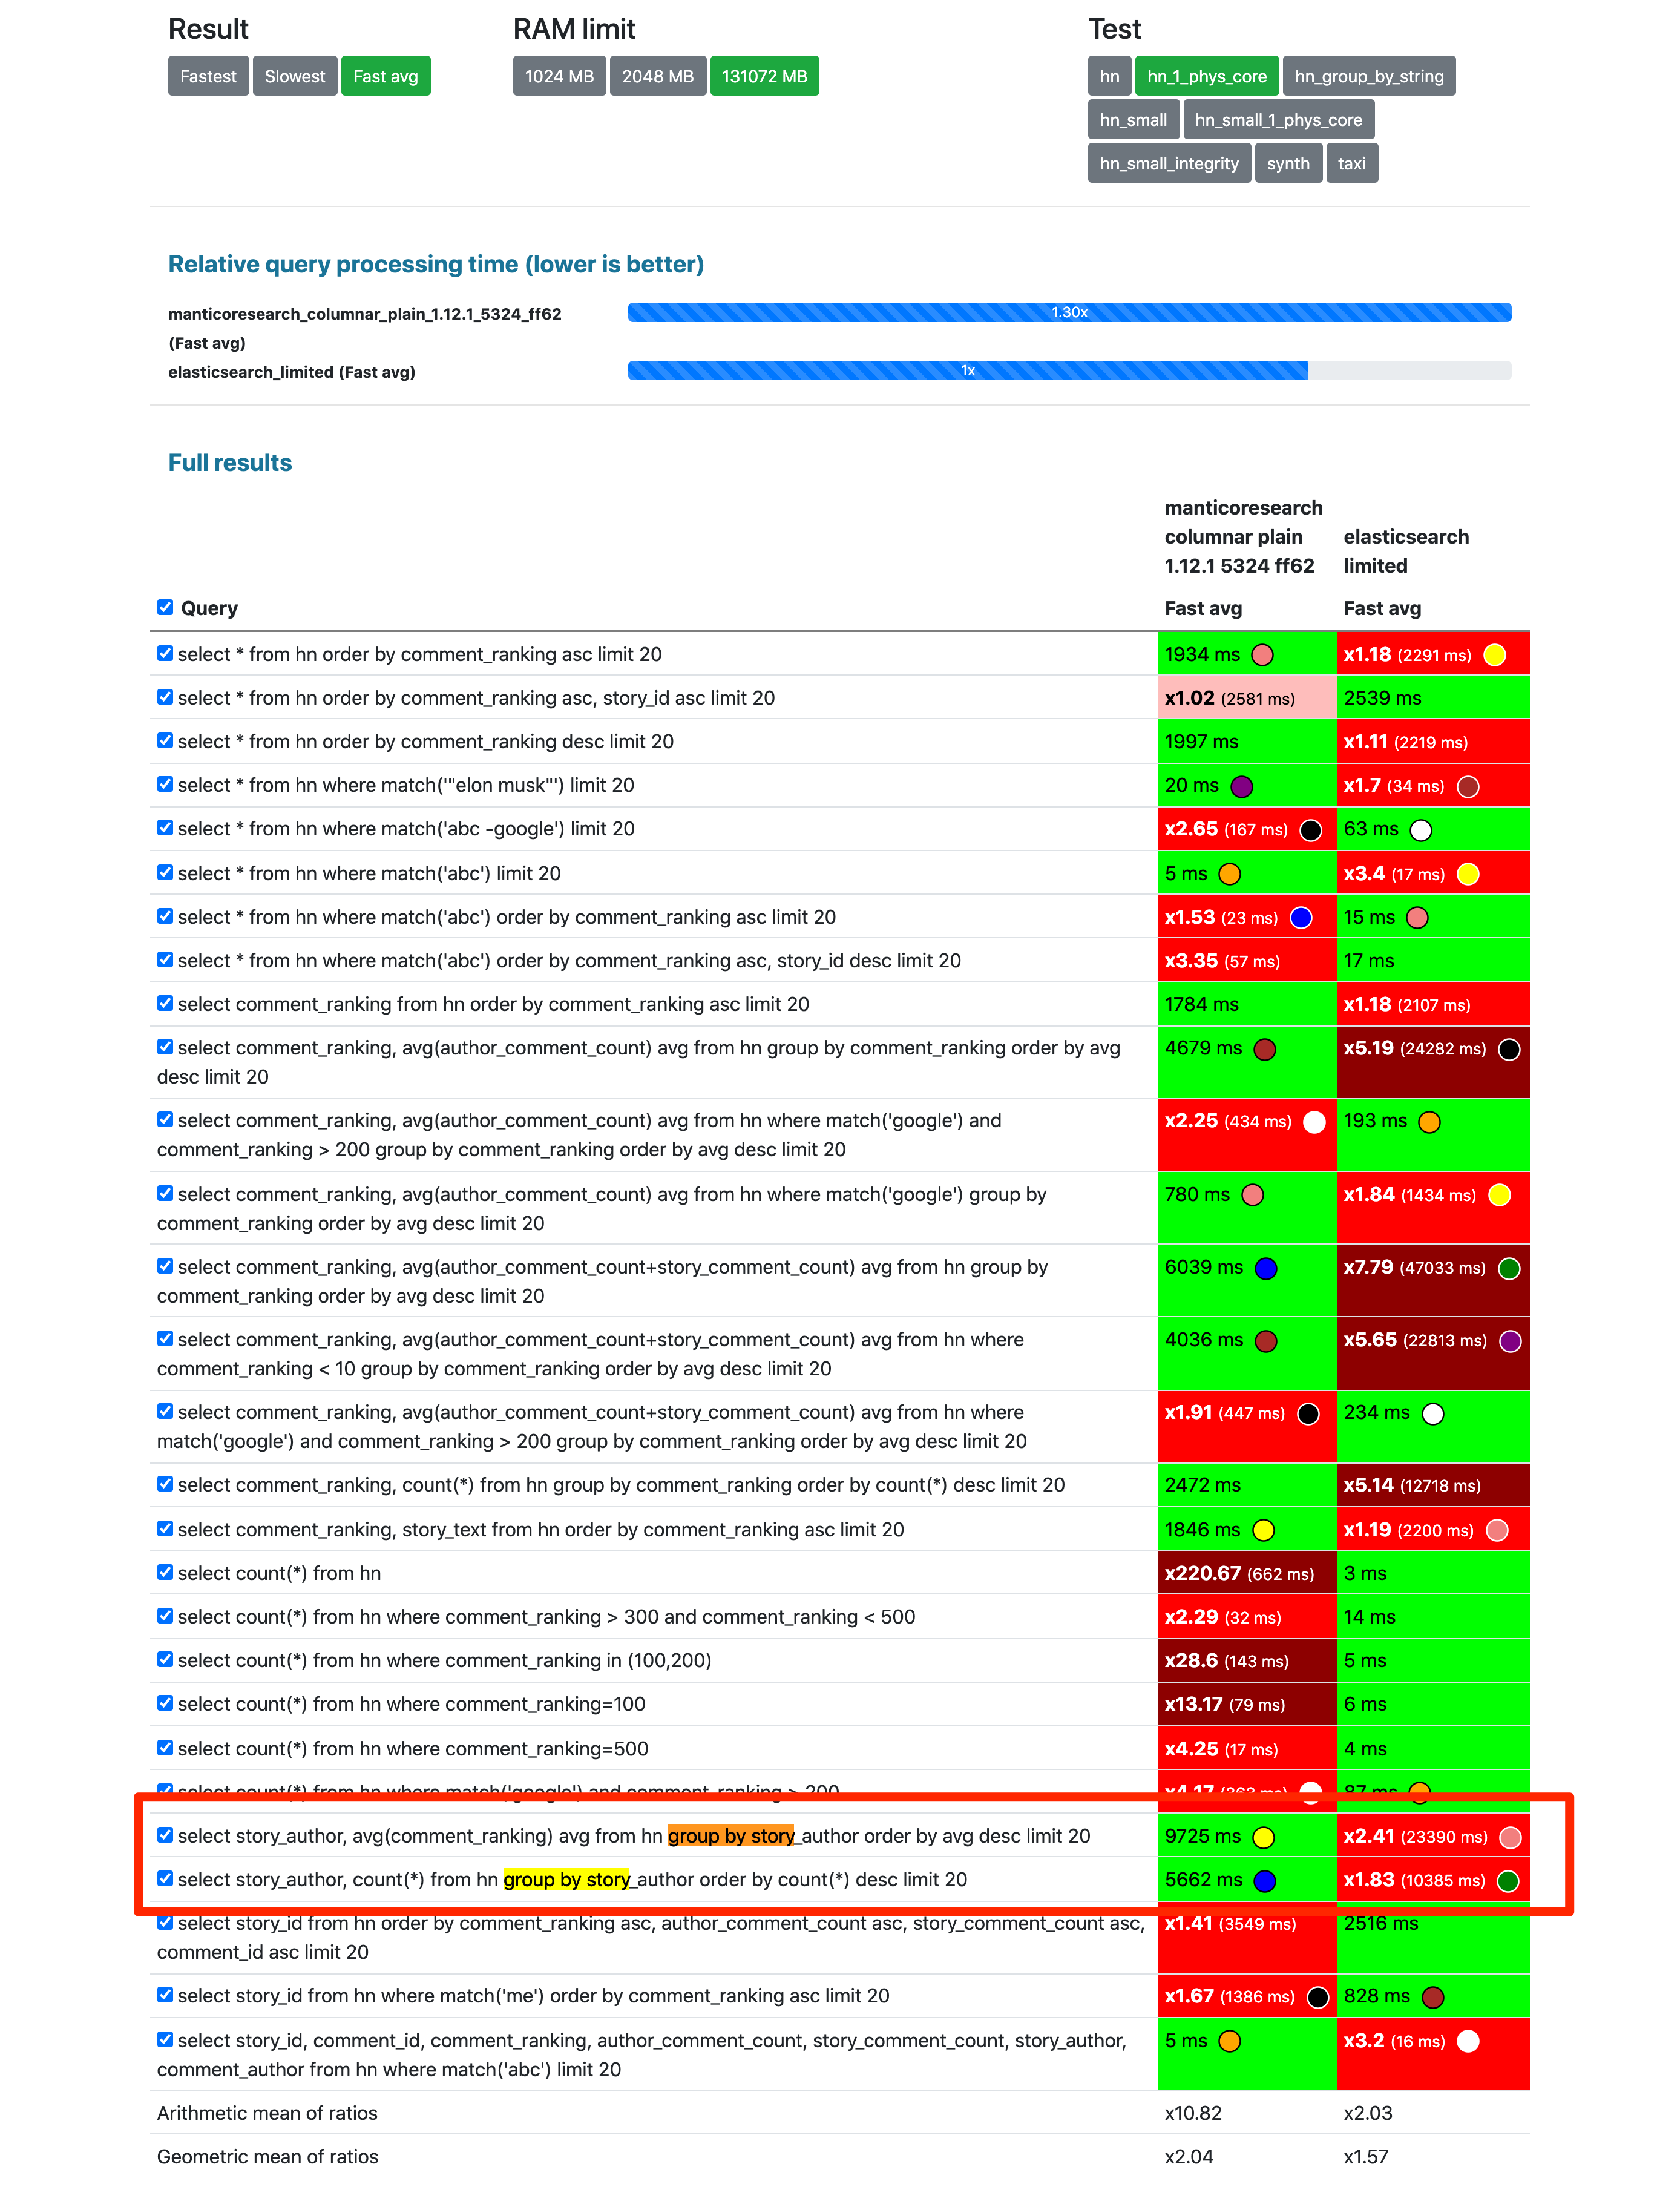 Result
RAM limit
Test
Fastest Slowest Fast avg
1024 MB 2048 MB 131072 MB
hn hn_1_phys_core hn_group_by_string
hn_small hn_small_1_phys_core
hn_small_integrity synth taxi
Relative query processing time (lower is better)
manticoresearch_columnar_plain_1.12.1_5324_ff62
(Fast avg)
1.30x
elasticsearch_limited (Fast avg)
1x
Full results
manticoresearch
columnar plain
1.12.1 5324 ff62
elasticsearch
limited
Query Fast avg Fast avg
select * from hn order by comment_ranking asc limit 20 1934 ms x1.18 (2291 ms)
select * from hn order by comment_ranking asc, story_id asc limit 20 x1.02 (2581 ms) 2539 ms
select * from hn order by comment_ranking desc limit 20 1997 ms x1.11 (2219 ms)
select * from hn where match('"elon musk"') limit 20 20 ms x1.7 (34 ms)
select * from hn where match('abc -google') limit 20 x2.65 (167 ms) 63 ms
select * from hn where match('abc') limit 20 5 ms x3.4 (17 ms)
select * from hn where match('abc') order by comment_ranking asc limit 20 x1.53 (23 ms) 15 ms
select * from hn where match('abc') order by comment_ranking asc, story_id desc limit 20 x3.35 (57 ms) 17 ms
select comment_ranking from hn order by comment_ranking asc limit 20 1784 ms x1.18 (2107 ms)
select comment_ranking, avg(author_comment_count) avg from hn group by comment_ranking order by avg 4679 ms x5.19 (24282 ms)
desc limit 20
select comment_ranking, avg(author_comment_count) avg from hn where match('google') and x2.25 (434 ms) 193 ms
comment_ranking > 200 group by comment_ranking order by avg desc limit 20
select comment_ranking, avg(author_comment_count) avg from hn where match('google') group by 780 ms x1.84 (1434 ms)
comment_ranking order by avg desc limit 20
select comment_ranking, avg(author_comment_count+story_comment_count) avg from hn group by 6039 ms x7.79 (47033 ms)
comment_ranking order by avg desc limit 20
select comment_ranking, avg(author_comment_count+story_comment_count) avg from hn where 4036 ms x5.65 (22813 ms)
comment_ranking < 10 group by comment_ranking order by avg desc limit 20
select comment_ranking, avg(author_comment_count+story_comment_count) avg from hn where x1.91 (447 ms) 234 ms
match('google') and comment_ranking > 200 group by comment_ranking order by avg desc limit 20
select comment_ranking, count(*) from hn group by comment_ranking order by count(*) desc limit 20 2472 ms x5.14 (12718 ms)
select comment_ranking, story_text from hn order by comment_ranking asc limit 20 1846 ms x1.19 (2200 ms)
select count(*) from hn x220.67 (662 ms) 3 ms
select count(*) from hn where comment_ranking > 300 and comment_ranking < 500 x2.29 (32 ms) 14 ms
select count(*) from hn where comment_ranking in (100,200) x28.6 (143 ms) 5 ms
select count(*) from hn where comment_ranking=100 x13.17 (79 ms) 6 ms
select count(*) from hn where comment_ranking=500 x4.25 (17 ms) 4 ms
select count(*) from hn where match('google') and comment_ranking > 200 x4.17 (363 ms) 87 ms
select story_author, avg(comment_ranking) avg from hn group by story_author order by avg desc limit 20 9725 ms x2.41 (23390 ms)
select story_author, count(*) from hn group by story_author order by count(*) desc limit 20 5662 ms x1.83 (10385 ms)
select story_id from hn order by comment_ranking asc, author_comment_count asc, story_comment_count asc, x1.41 (3549 ms) 2516 ms
comment_id asc limit 20
select story_id from hn where match('me') order by comment_ranking asc limit 20 x1.67 (1386 ms) 828 ms
select story_id, comment_id, comment_ranking, author_comment_count, story_comment_count, story_author, 5 ms x3.2 (16 ms)
comment_author from hn where match('abc') limit 20
Arithmetic mean of ratios x10.82 x2.03
Geometric mean of ratios x2.04 x1.57